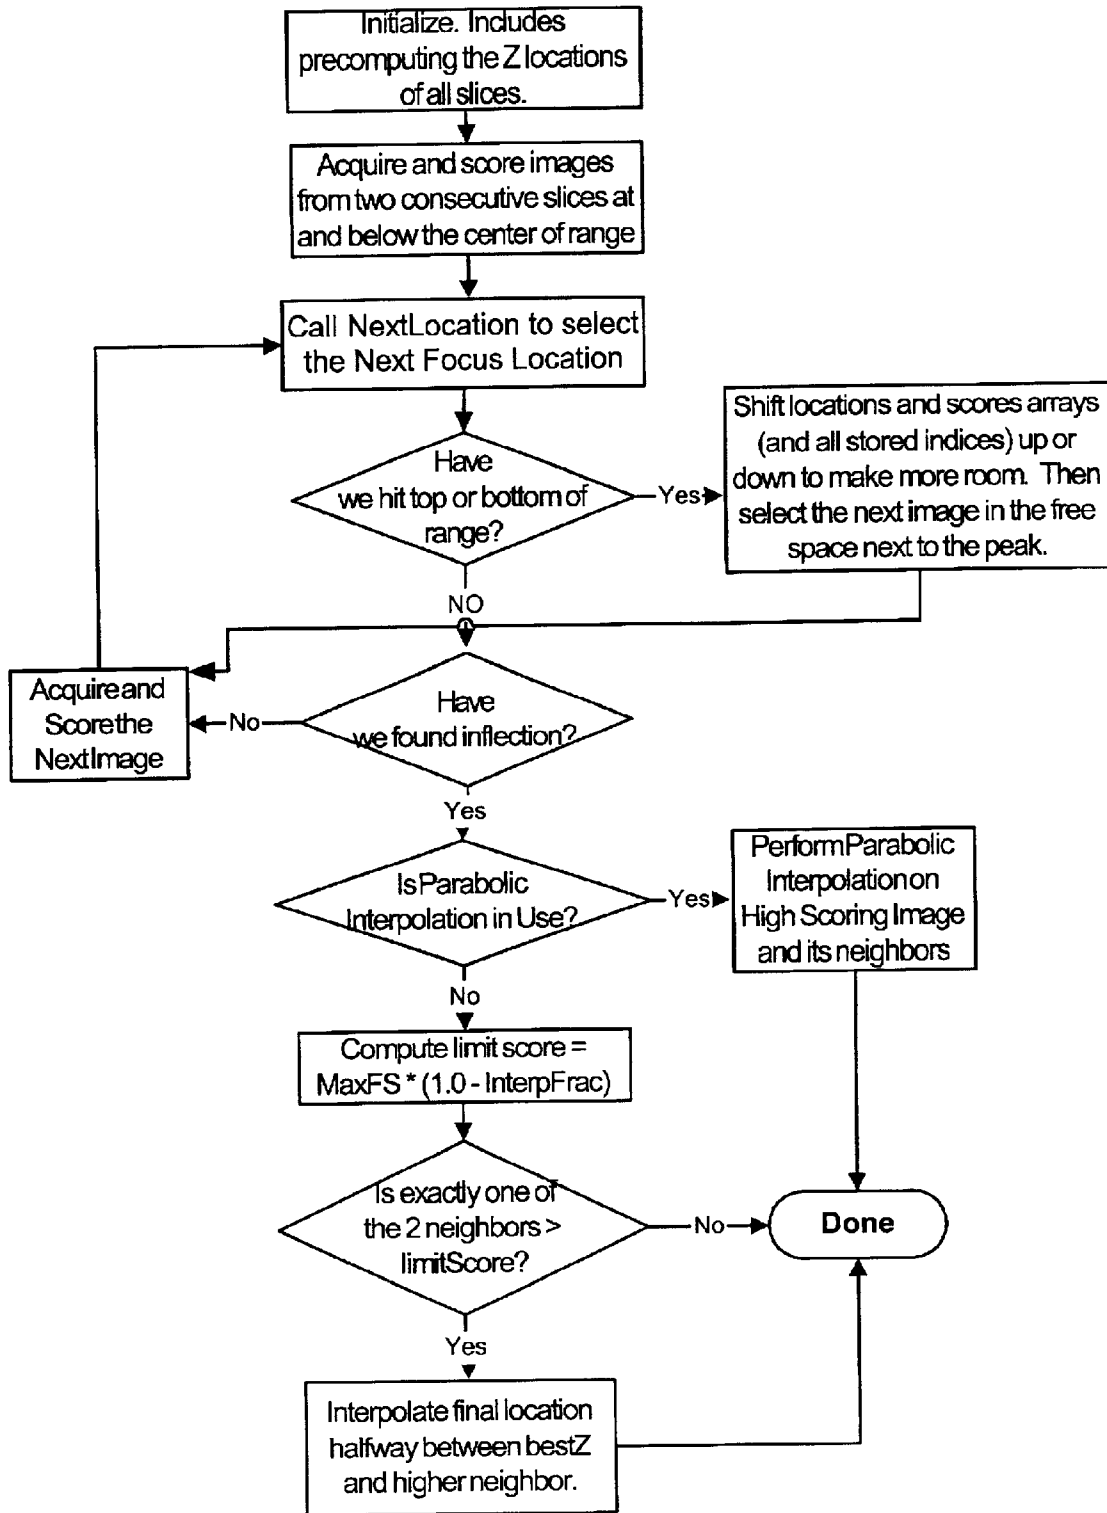 Initialize. Includes
precomputing the Z locations
of all slices.
Acquire and score images
from two consecutive slices at
and below the center of range
Call NextLocation to select
the Next Focus Location
Have
we hit top or bottom of
range?
Yes
Shift locations and scores arrays
(and all stored indices) up or
down to make more room. Then
select the next image in the free
space next to the peak.
NO
Acquire and
Score the
Next Image
No
Have
we found inflection?
Yes
Is Parabolic
Interpolation in Use?
Yes
Perform Parabolic
Interpolation on
High Scoring Image
and its neighbors
No
Compute limit score =
MaxFS * (1.0 - InterpFrac)
Is exactly one of
the 2 neighbors >
limitScore?
No
Done
Yes
Interpolate final location
halfway between bestZ
and higher neighbor.